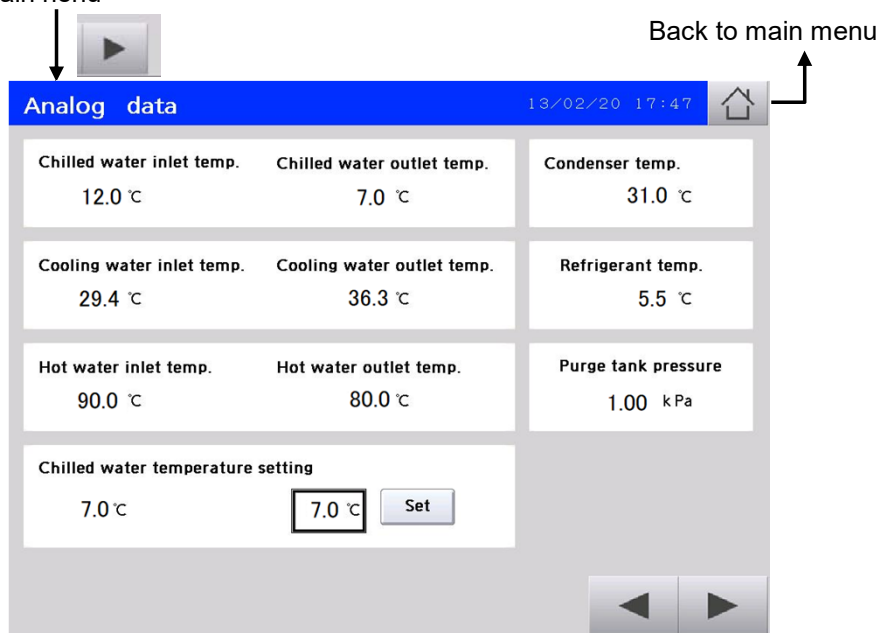 Back to main menu
Analog data 13/02/20 17:47
Chilled water inlet temp. Chilled water outlet temp. Condenser temp.
12.0 ℃ 7.0 ℃ 31.0 ℃
Cooling water inlet temp. Cooling water outlet temp. Refrigerant temp.
29.4 ℃ 36.3 ℃ 5.5 ℃
Hot water inlet temp. Hot water outlet temp. Purge tank pressure
90.0 ℃ 80.0 ℃ 1.00 kPa
Chilled water temperature setting
7.0 ℃ 7.0 ℃ Set